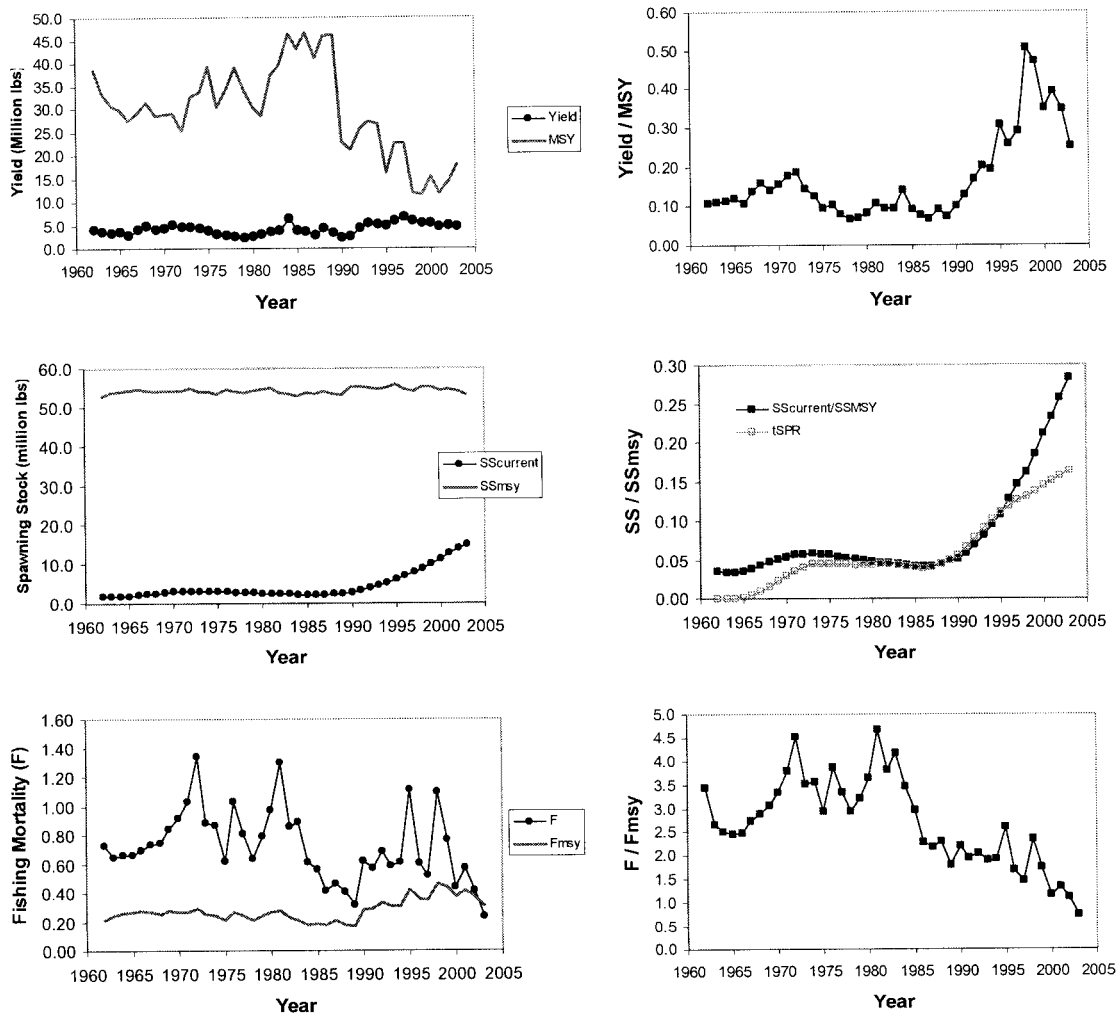 Yield (Million lbs)
50.0
45.0
40.0
35.0
30.0
25.0
20.0
15.0
10.0
5.0
0.0
1960 1965 1970 1975 1980 1985 1990 1995 2000 2005
Year
Yield
MSY
Yield / MSY
0.60
0.50
0.40
0.30
0.20
0.10
0.00
1960 1965 1970 1975 1980 1985 1990 1995 2000 2005
Year
Spawning Stock (million lbs)
60.0
50.0
40.0
30.0
20.0
10.0
0.0
1960 1965 1970 1975 1980 1985 1990 1995 2000 2005
Year
SScurrent
SSmsy
SS / SSmsy
0.30
0.25
0.20
0.15
0.10
0.05
0.00
1960 1965 1970 1975 1980 1985 1990 1995 2000 2005
Year
SScurrent/SSMSY
tSPR
Fishing Mortality (F)
1.60
1.40
1.20
1.00
0.80
0.60
0.40
0.20
0.00
1960 1965 1970 1975 1980 1985 1990 1995 2000 2005
Year
F
Fmsy
F / Fmsy
5.0
4.5
4.0
3.5
3.0
2.5
2.0
1.5
1.0
0.5
0.0
1960 1965 1970 1975 1980 1985 1990 1995 2000 2005
Year